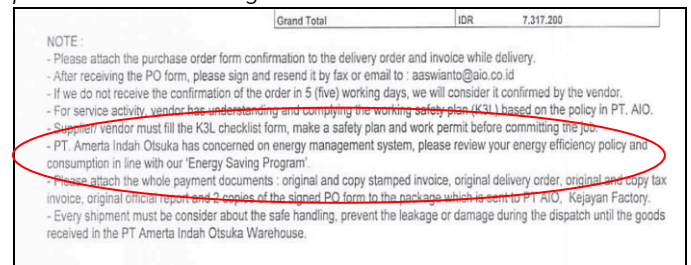 Grand Total IDR 7.317.200
NOTE :
- Please attach the purchase order form confirmation to the delivery order and invoice while delivery.
- After receiving the PO form, please sign and resend it by fax or email to : aaswianto@aio.co.id
- If we do not receive the confirmation of the order in 5 (five) working days, we will consider it confirmed by the vendor.
- For service activity, vendor has understanding and complying the working safety plan (K3L) based on the policy in PT. AIO.
- Supplier/ vendor must fill the K3L checklist form, make a safety plan and work permit before committing the job.
- PT. Amerta Indah Otsuka has concerned on energy management system, please review your energy efficiency policy and
consumption in line with our 'Energy Saving Program'.
- Please attach the whole payment documents : original and copy stamped invoice, original delivery order, original and copy tax
invoice, original official report and 2 copies of the signed PO form to the package which is sent to PT AIO, Kejayan Factory.
- Every shipment must be consider about the safe handling, prevent the leakage or damage during the dispatch until the goods
received in the PT Amerta Indah Otsuka Warehouse.